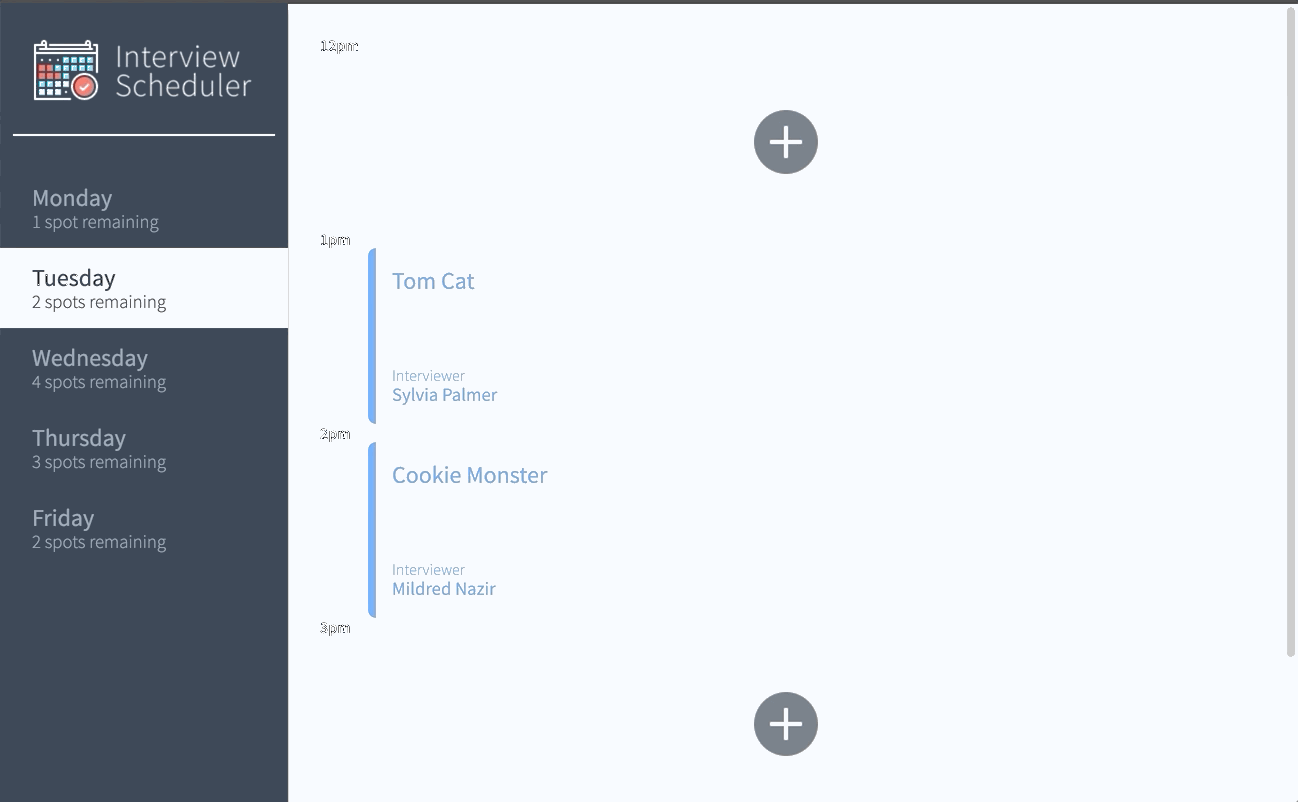 Interview
Scheduler
Monday
1 spot remaining
Tuesday
2 spots remaining
Wednesday
4 spots remaining
Thursday
3 spots remaining
Friday
2 spots remaining
12pm
1pm
Tom Cat
Interviewer
Sylvia Palmer
2pm
Cookie Monster
Interviewer
Mildred Nazir
3pm